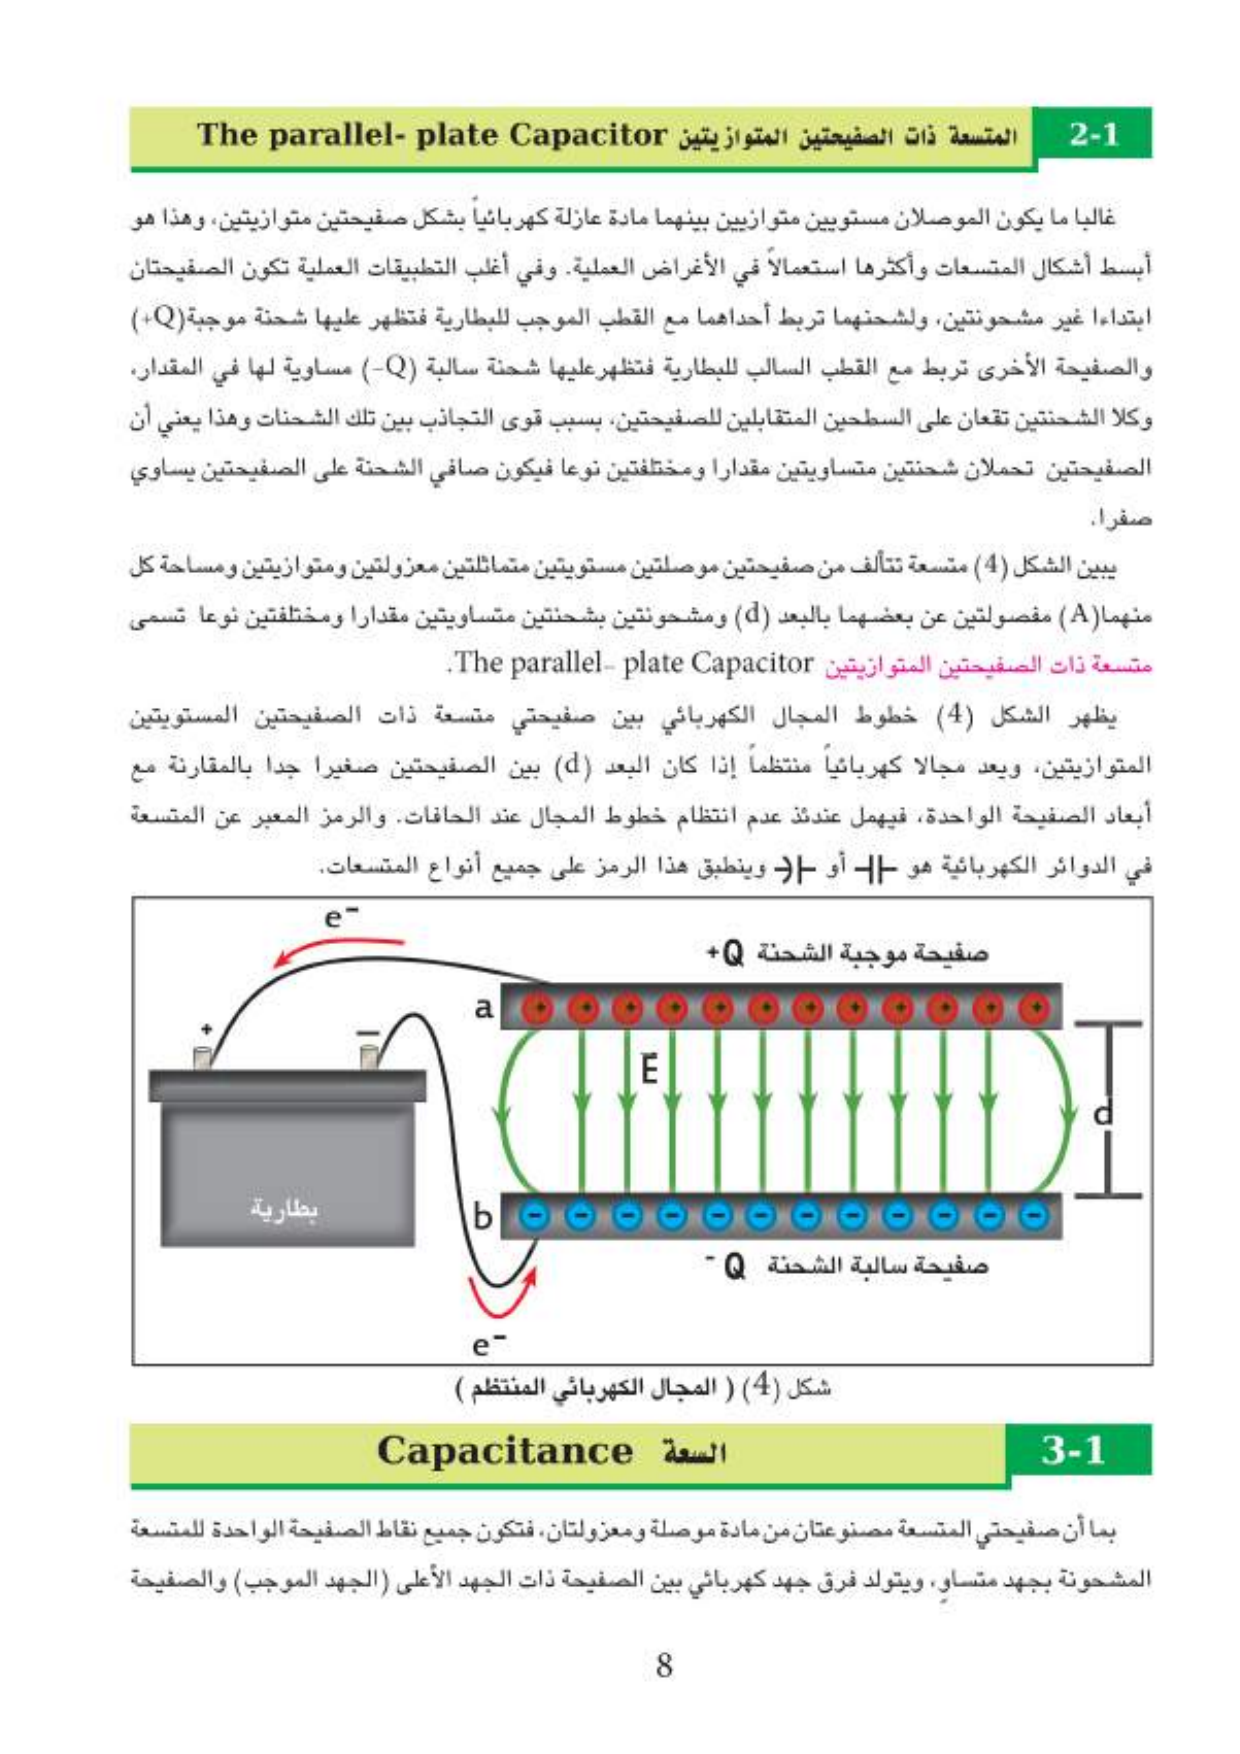 2-1 المتسعة ذات الصفيحتين المتوازيتين The parallel- plate Capacitor
غالبا ما يكون الموصلان مستويين متوازيين بينهما مادة عازلة كهربائياً بشكل صفيحتين متوازيتين، وهذا هو
أبسط أشكال المتسعات وأكثرها استعمالاً في الأغراض العملية. وفي أغلب التطبيقات العملية تكون الصفيحتان
ابتداءا غير مشحونتين، ولشحنهما تربط أحداهما مع القطب الموجب للبطارية فتظهر عليها شحنة موجبة(+Q)
والصفيحة الأخرى تربط مع القطب السالب للبطارية فتظهرعليها شحنة سالبة (-Q) مساوية لها في المقدار،
وكلا الشحنتين تقعان على السطحين المتقابلين للصفيحتين، بسبب قوى التجاذب بين تلك الشحنات وهذا يعني أن
الصفيحتين تحملان شحنتين متساويتين مقدارا ومختلفتين نوعا فيكون صافي الشحنة على الصفيحتين يساوي
صفرا.
يبين الشكل (4) متسعة تتألف من صفيحتين موصلتين مستويتين متماثلتين معزولتين ومتوازيتين ومساحة كل
منهما(A) مفصولتين عن بعضهما بالبعد (d) ومشحونتين بشحنتين متساويتين مقدارا ومختلفتين نوعا تسمى
متسعة ذات الصفيحتين المتوازيتين The parallel- plate Capacitor.
يظهر الشكل (4) خطوط المجال الكهربائي بين صفيحتي متسعة ذات الصفيحتين المستويتين
المتوازيتين، ويعد مجالا كهربائياً منتظماً إذا كان البعد (d) بين الصفيحتين صغيرا جدا بالمقارنة مع
أبعاد الصفيحة الواحدة، فيهمل عندئذ عدم انتظام خطوط المجال عند الحافات. والرمز المعبر عن المتسعة
في الدوائر الكهربائية هو ⊣⊢ أو ⊣(⊢ وينطبق هذا الرمز على جميع أنواع المتسعات.
e⁻
صفيحة موجبة الشحنة +Q
a
+ −
E⃗
d
بطارية
b
صفيحة سالبة الشحنة -Q
e⁻
شكل (4) ( المجال الكهربائي المنتظم )
3-1 السعة Capacitance
بما أن صفيحتي المتسعة مصنوعتان من مادة موصلة ومعزولتان، فتكون جميع نقاط الصفيحة الواحدة للمتسعة
المشحونة بجهد متساوٍ، ويتولد فرق جهد كهربائي بين الصفيحة ذات الجهد الأعلى (الجهد الموجب) والصفيحة
8